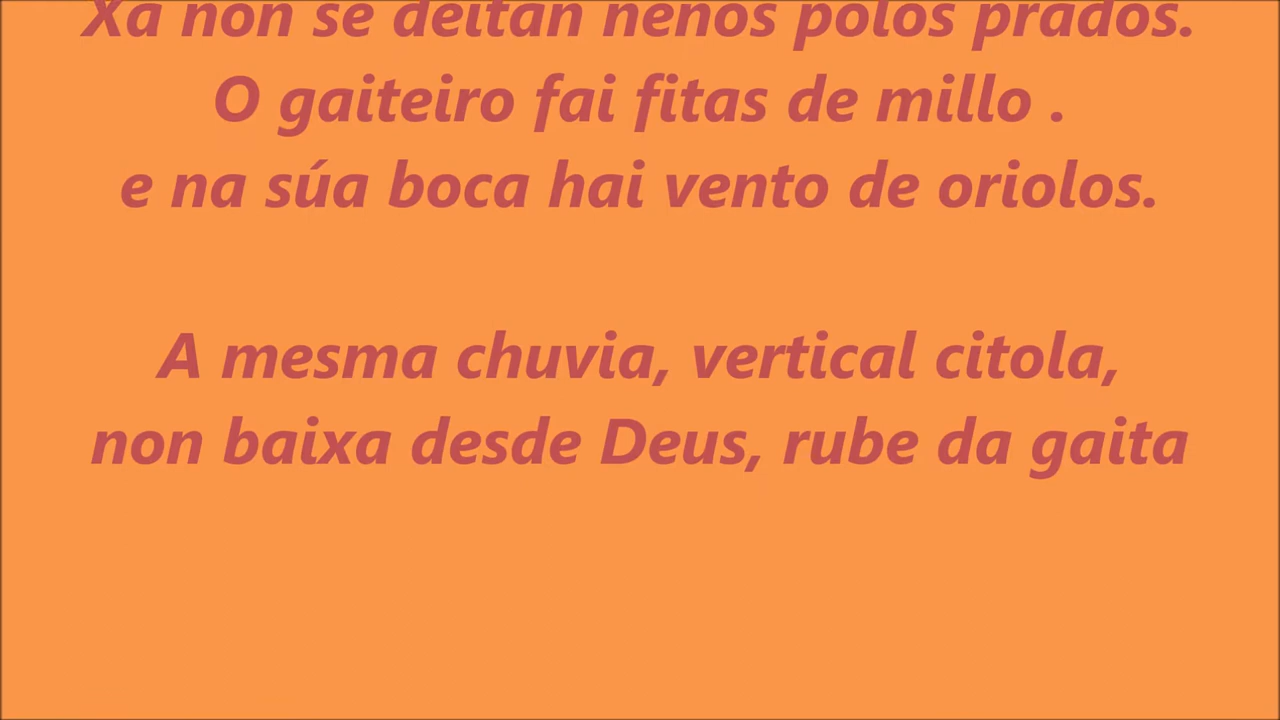 Xa non se deitan nenos polos prados.
O gaiteiro fai fitas de millo .
e na súa boca hai vento de oriolos.
A mesma chuvia, vertical citola,
non baixa desde Deus, rube da gaita